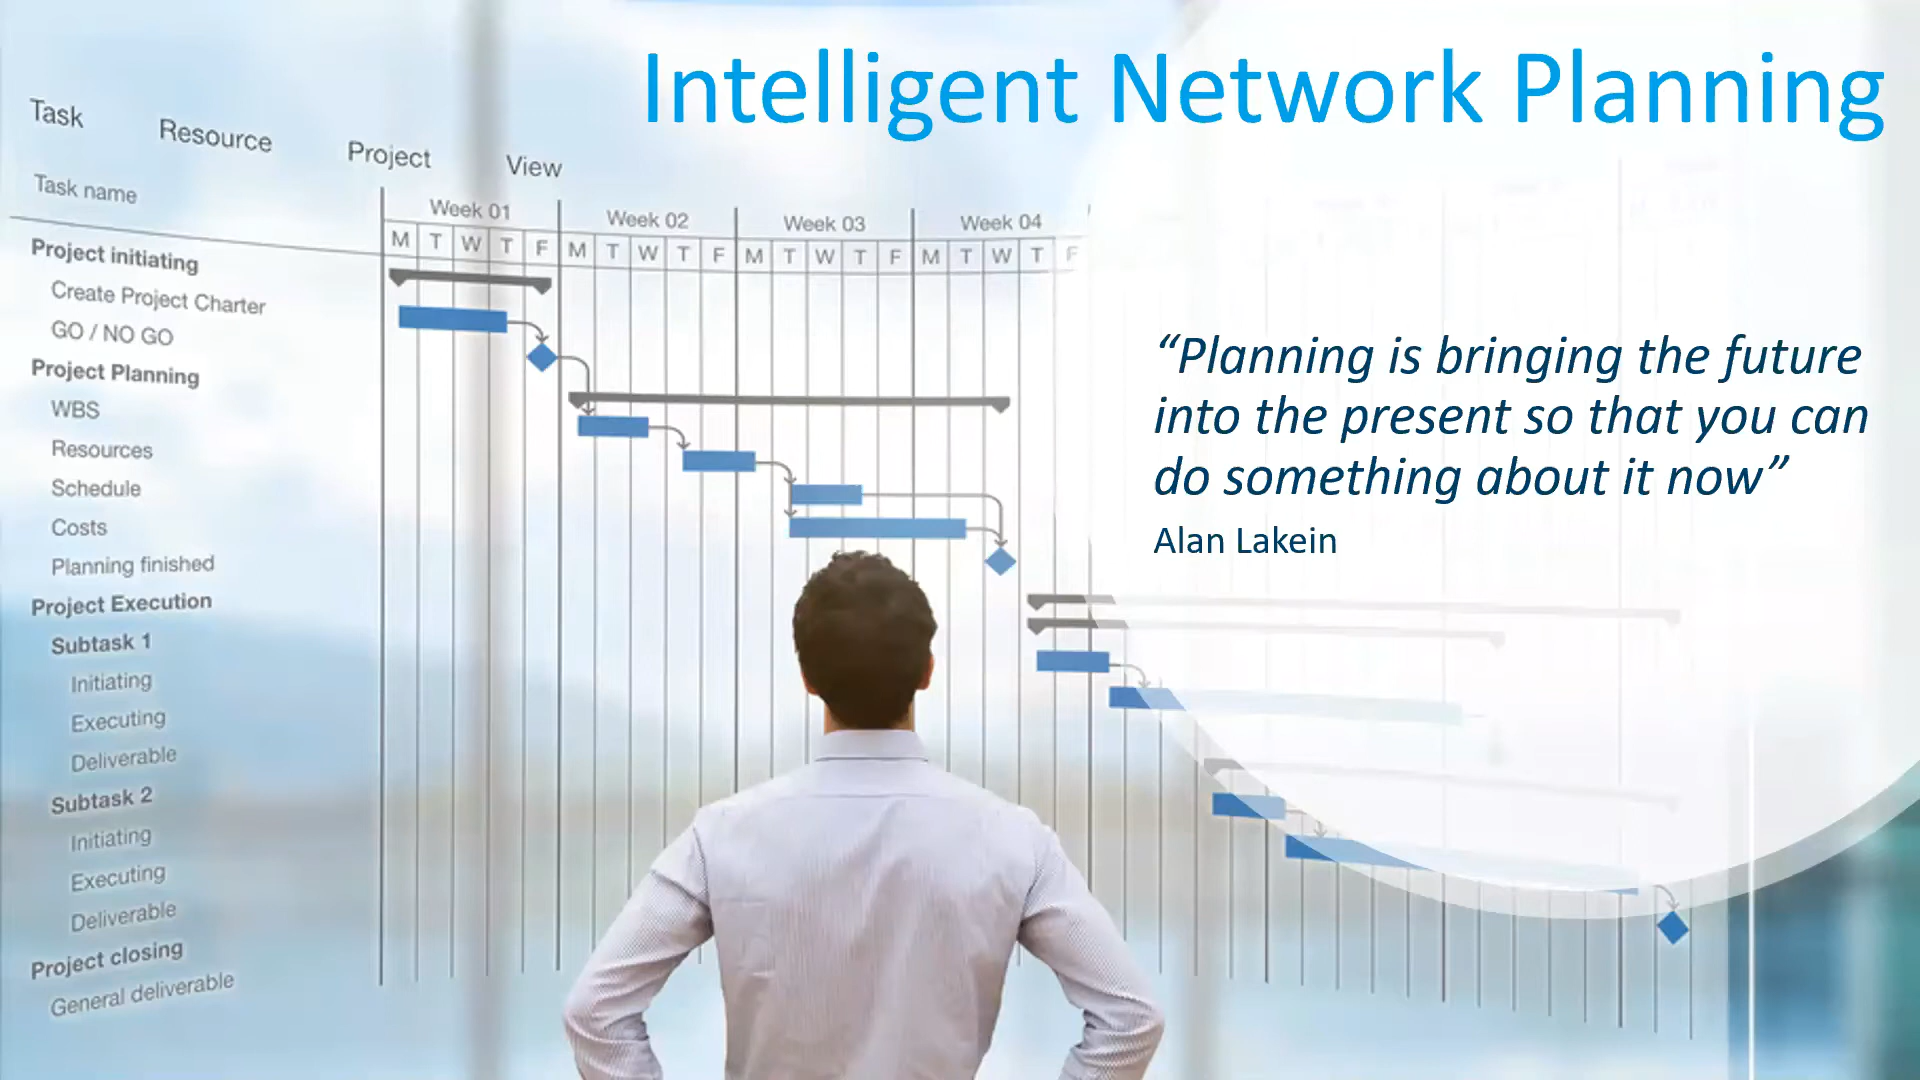 Intelligent Network Planning
Task Resource Project View
Task name
Week 01 Week 02 Week 03 Week 04
M T W T F M T W T F M T W T F M T W T F
Project initiating
Create Project Charter
GO / NO GO
Project Planning
WBS
Resources
Schedule
Costs
Planning finished
Project Execution
Subtask 1
Initiating
Executing
Deliverable
Subtask 2
Initiating
Executing
Deliverable
Project closing
General deliverable
“Planning is bringing the future
into the present so that you can
do something about it now”
Alan Lakein